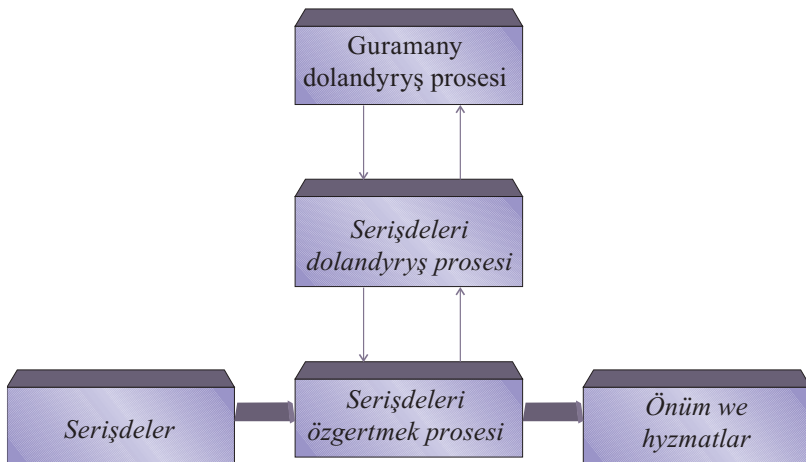 Guramany
dolandyryş prosesi
Serişdeleri
dolandyryş prosesi
Serişdeler
Serişdeleri
özgertmek prosesi
Önüm we
hyzmatlar